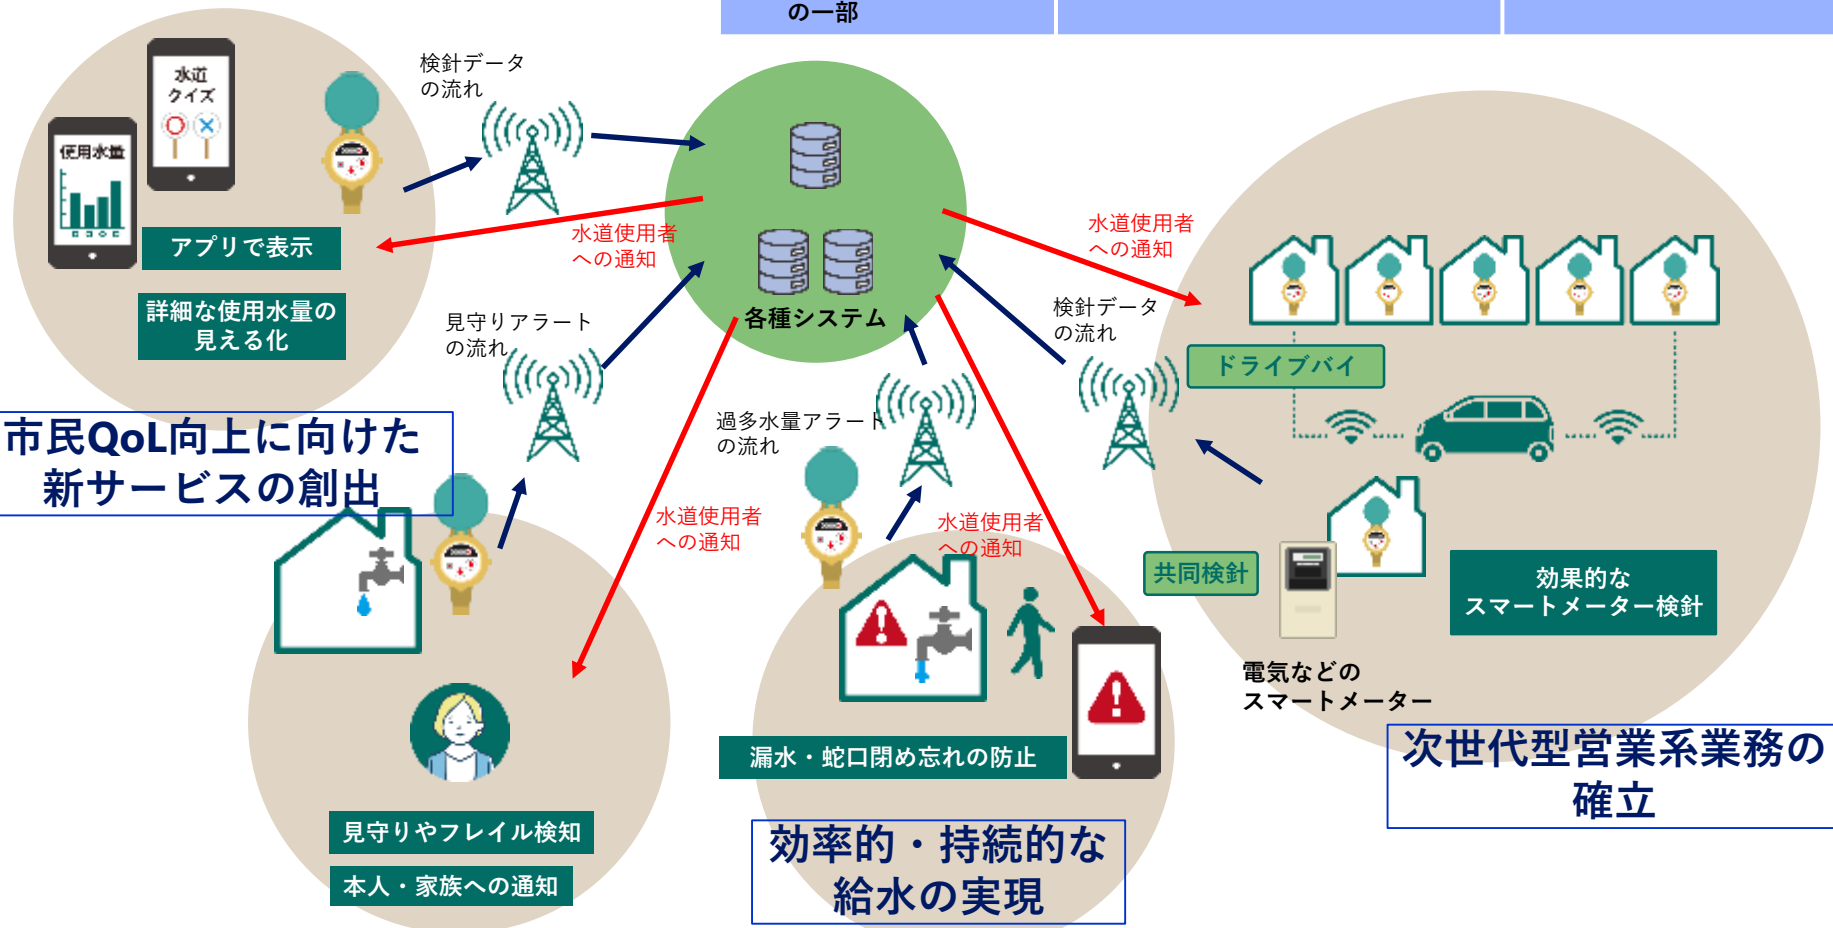 の一部
検針データ
の流れ
水道
クイズ
使用水量
アプリで表示
詳細な使用水量の
見える化
水道使用者
への通知
各種システム
水道使用者
への通知
検針データ
の流れ
見守りアラート
の流れ
ドライブバイ
過多水量アラート
の流れ
市民QoL向上に向けた
新サービスの創出
水道使用者
への通知
水道使用者
への通知
共同検針
効果的な
スマートメーター検針
電気などの
スマートメーター
漏水・蛇口閉め忘れの防止
次世代型営業系業務の
確立
見守りやフレイル検知
本人・家族への通知
効率的・持続的な
給水の実現